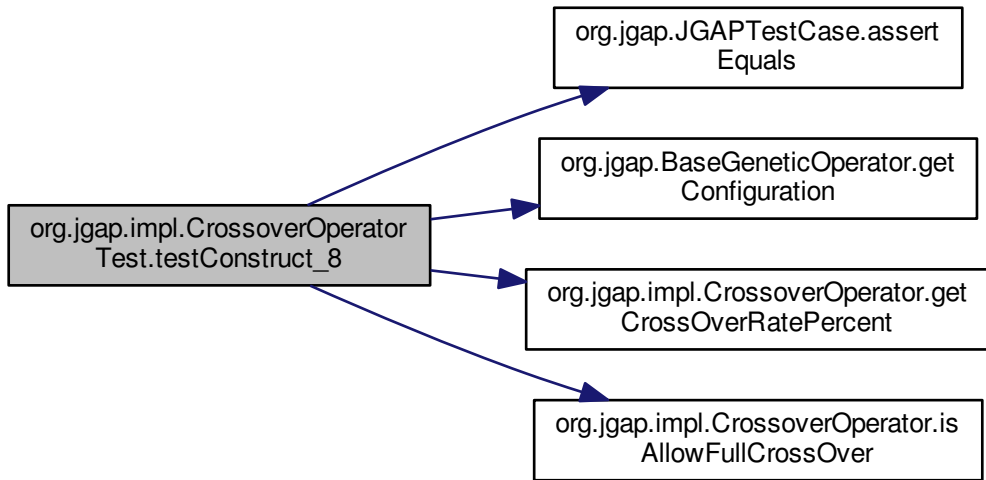 org.jgap.JGAPTestCase.assert
Equals
org.jgap.BaseGeneticOperator.get
Configuration
org.jgap.impl.CrossoverOperator
Test.testConstruct_8
org.jgap.impl.CrossoverOperator.get
CrossOverRatePercent
org.jgap.impl.CrossoverOperator.is
AllowFullCrossOver